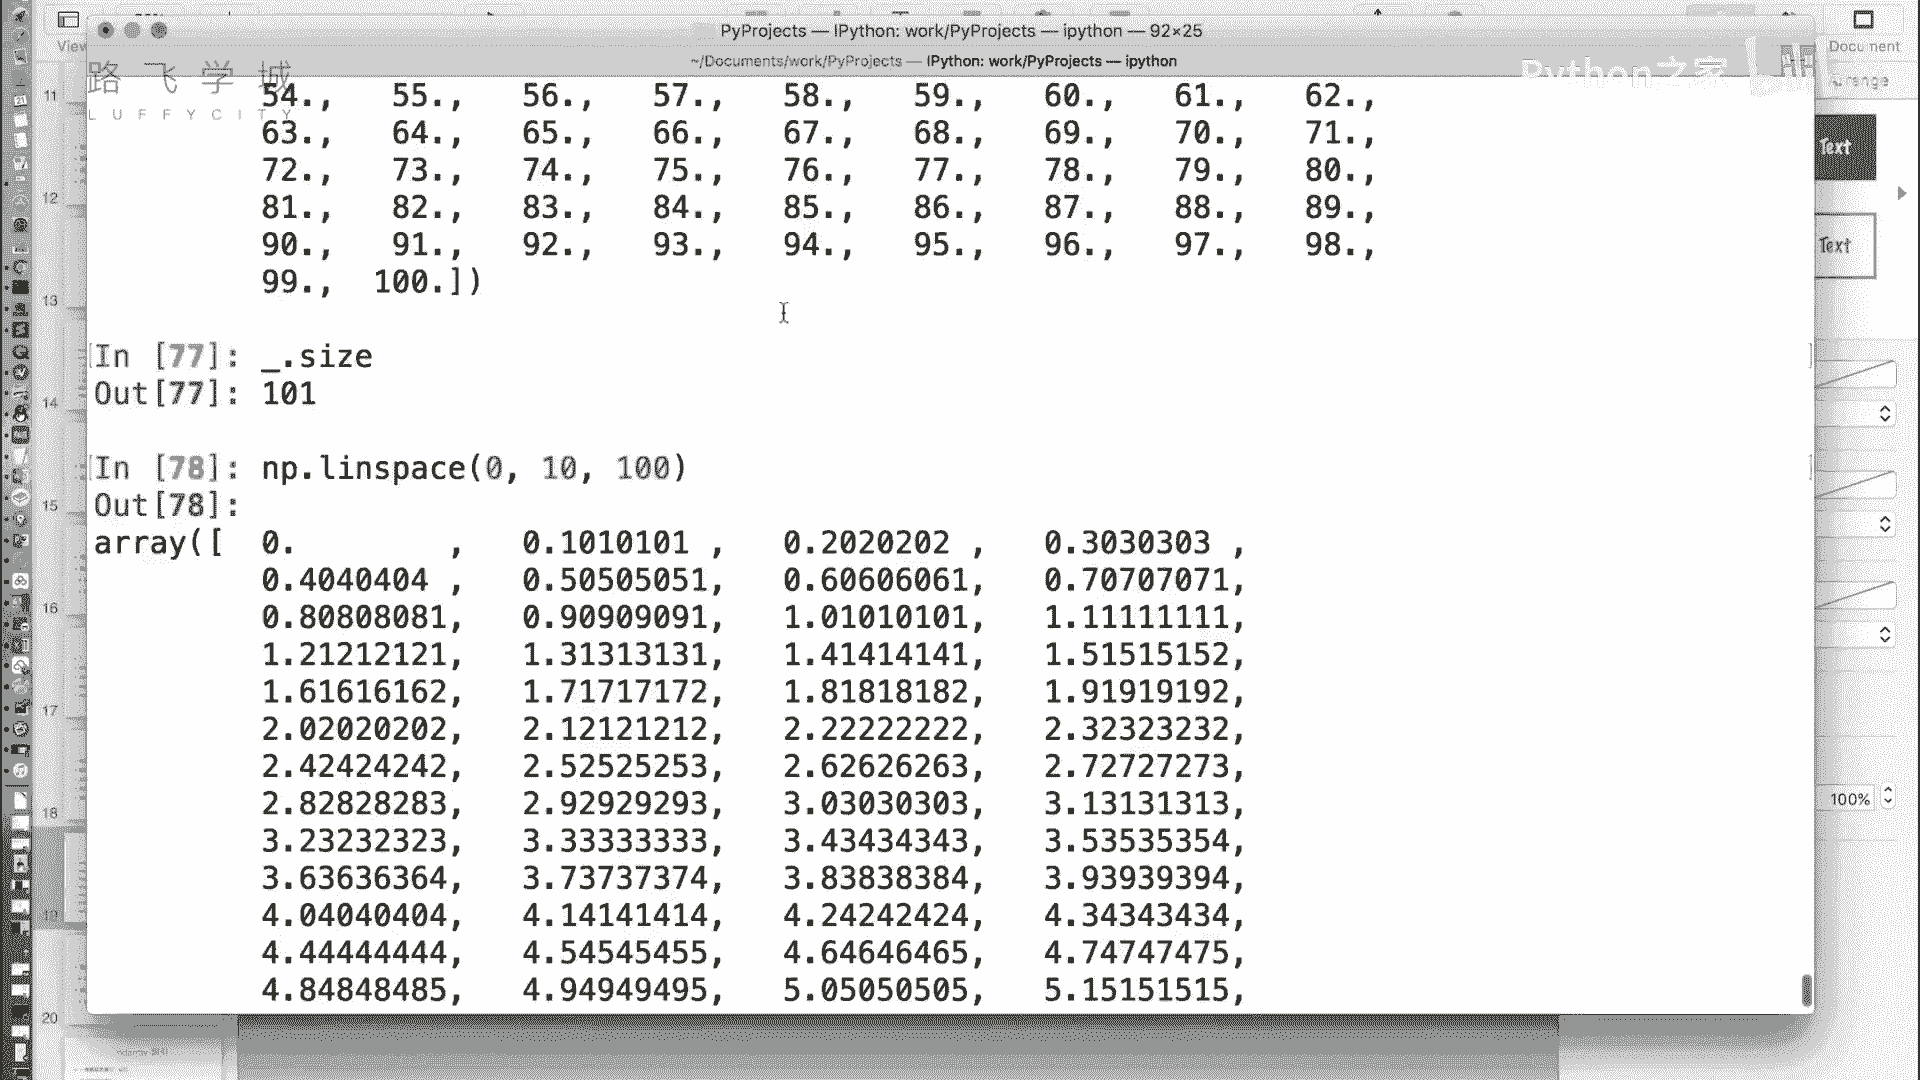 PyProjects — IPython: work/PyProjects — ipython — 92×25
~/Documents/work/PyProjects — IPython: work/PyProjects — ipython
View
Document
路飞学城
LUFFYCITY
Python之家
54., 55., 56., 57., 58., 59., 60., 61., 62.,
63., 64., 65., 66., 67., 68., 69., 70., 71.,
72., 73., 74., 75., 76., 77., 78., 79., 80.,
81., 82., 83., 84., 85., 86., 87., 88., 89.,
90., 91., 92., 93., 94., 95., 96., 97., 98.,
99., 100.])
In [77]: _.size
Out[77]: 101
In [78]: np.linspace(0, 10, 100)
Out[78]:
array([ 0. , 0.1010101 , 0.2020202 , 0.3030303 ,
0.4040404 , 0.50505051, 0.60606061, 0.70707071,
0.80808081, 0.90909091, 1.01010101, 1.11111111,
1.21212121, 1.31313131, 1.41414141, 1.51515152,
1.61616162, 1.71717172, 1.81818182, 1.91919192,
2.02020202, 2.12121212, 2.22222222, 2.32323232,
2.42424242, 2.52525253, 2.62626263, 2.72727273,
2.82828283, 2.92929293, 3.03030303, 3.13131313,
3.23232323, 3.33333333, 3.43434343, 3.53535354,
3.63636364, 3.73737374, 3.83838384, 3.93939394,
4.04040404, 4.14141414, 4.24242424, 4.34343434,
4.44444444, 4.54545455, 4.64646465, 4.74747475,
4.84848485, 4.94949495, 5.05050505, 5.15151515,
11
12
13
14
15
16
17
18
19
20
Text
Text
100%